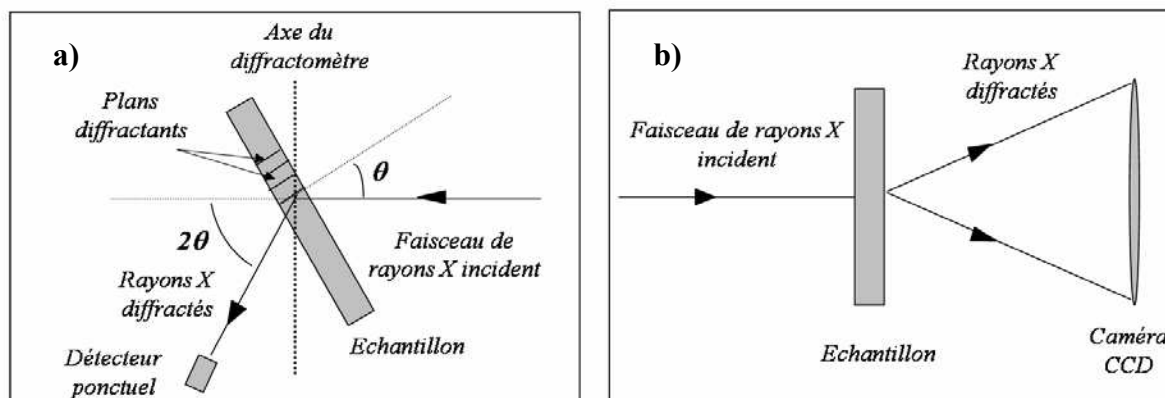 a)
Axe du
diffractomètre
Plans
diffractants
θ
2θ
Faisceau de
rayons X incident
Rayons X
diffractés
Echantillon
Détecteur
ponctuel
b)
Rayons X
diffractés
Faisceau de rayons X
incident
Echantillon
Caméra
CCD